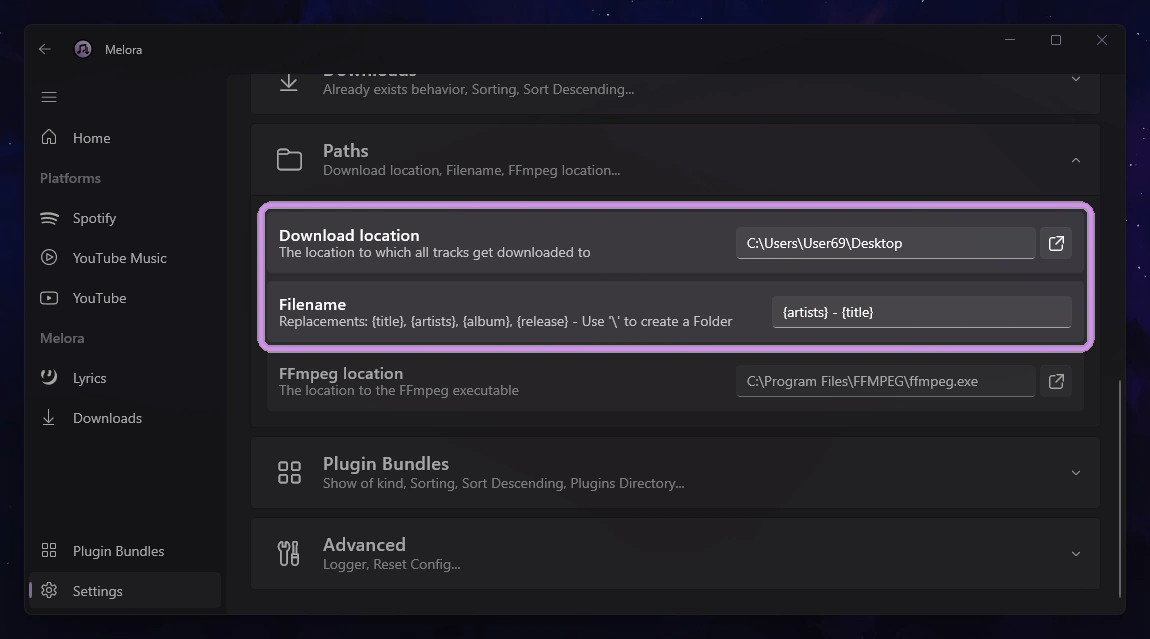 Melora
Home
Platforms
Spotify
YouTube Music
YouTube
Melora
Lyrics
Downloads
Plugin Bundles
Settings
Downloads
Already exists behavior, Sorting, Sort Descending...
Paths
Download location, Filename, FFmpeg location...
Download location
The location to which all tracks get downloaded to
C:\Users\User69\Desktop
Filename
Replacements: {title}, {artists}, {album}, {release} - Use '\' to create a Folder
{artists} - {title}
FFmpeg location
The location to the FFmpeg executable
C:\Program Files\FFMPEG\ffmpeg.exe
Plugin Bundles
Show of kind, Sorting, Sort Descending, Plugins Directory...
Advanced
Logger, Reset Config...